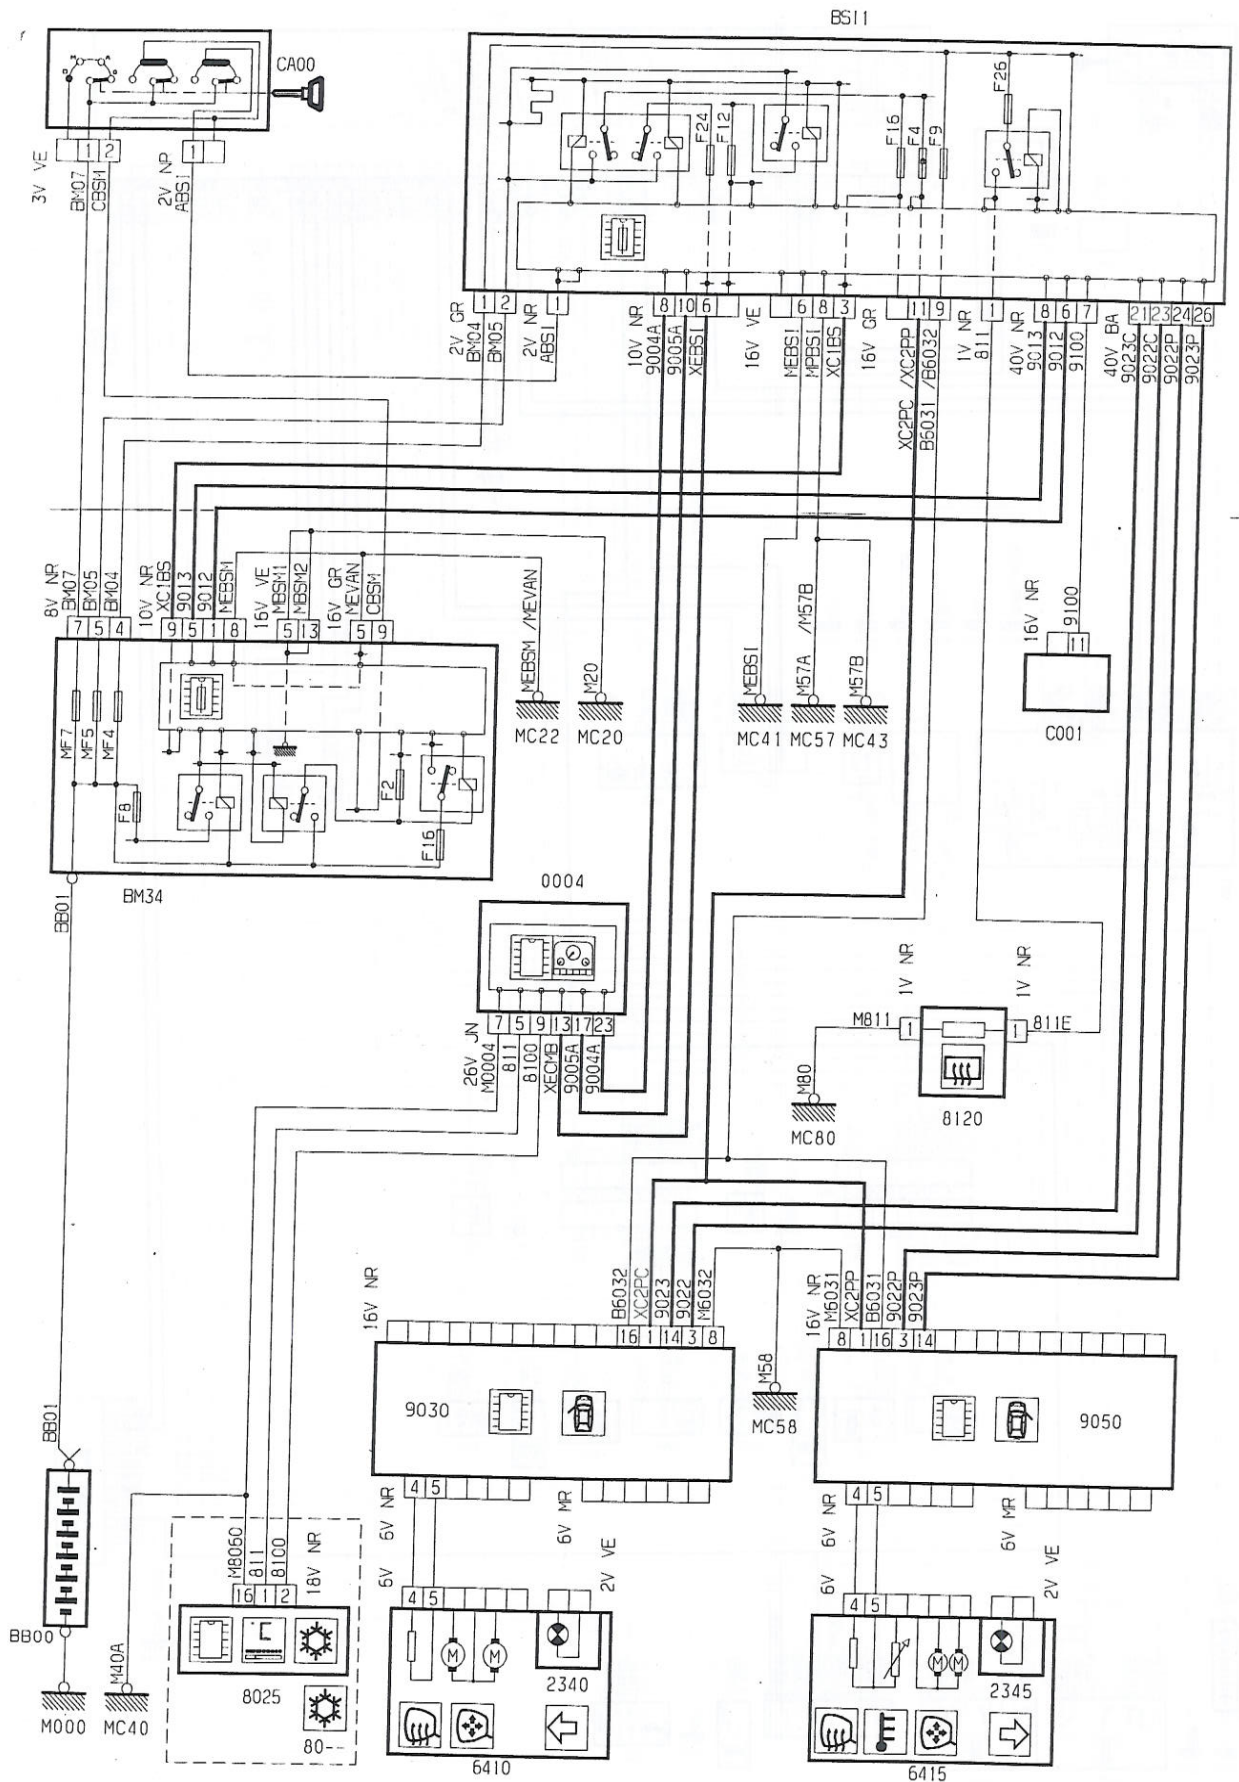 BSI1
CA00
F26
F24
F12
F16
F4
F9
3V VE
1
2
BM07
CBSM
2V NR
1
ABSI
2V GR
1
2
BM04
BM05
2V NR
1
ABSI
10V NR
8
10
6
9004A
9005A
XEBSI
16V VE
6
8
3
MEBSI
MPBSI
XC1BS
16V GR
11
9
XC2PC /XC2PP
B6031 /B6032
1V NR
1
811
40V NR
8
6
7
9013
9012
9100
40V BA
21
23
24
26
9023C
9022C
9022P
9023P
8V NR
BM07
BM05
BM04
7
5
4
10V NR
XC1BS
9013
9012
MEBSM
9
5
1
8
16V VE
MBSM1
MBSM2
5
13
16V GR
MEVAN
CBSM
5
9
MF7
MF5
MF4
F8
F2
F16
BM34
BB01
MEBSM /MEVAN
MC22
M20
MC20
MEBSI
MC41
M57A /M57B
MC57
M57B
MC43
16V NR
9100
11
C001
0004
26V JN
7
5
9
13
17
23
M0004
811
8100
XECMB
9005A
9004A
1V NR
1V NR
M811
1
1
811E
M80
MC80
8120
16V NR
B6032
XC2PC
9023
9022
M6032
16
1
14
3
8
9030
M58
MC58
16V NR
M6031
XC2PP
B6031
9022P
9023P
8
1
16
3
14
9050
BB01
BB00
M000
M40A
MC40
M8060
811
8100
18V NR
16
1
2
°C
8025
80--
4
5
6V NR
6V MR
6V
4
5
2V VE
M
M
2340
6410
4
5
6V NR
6V MR
6V
4
5
2V VE
M
M
2345
6415